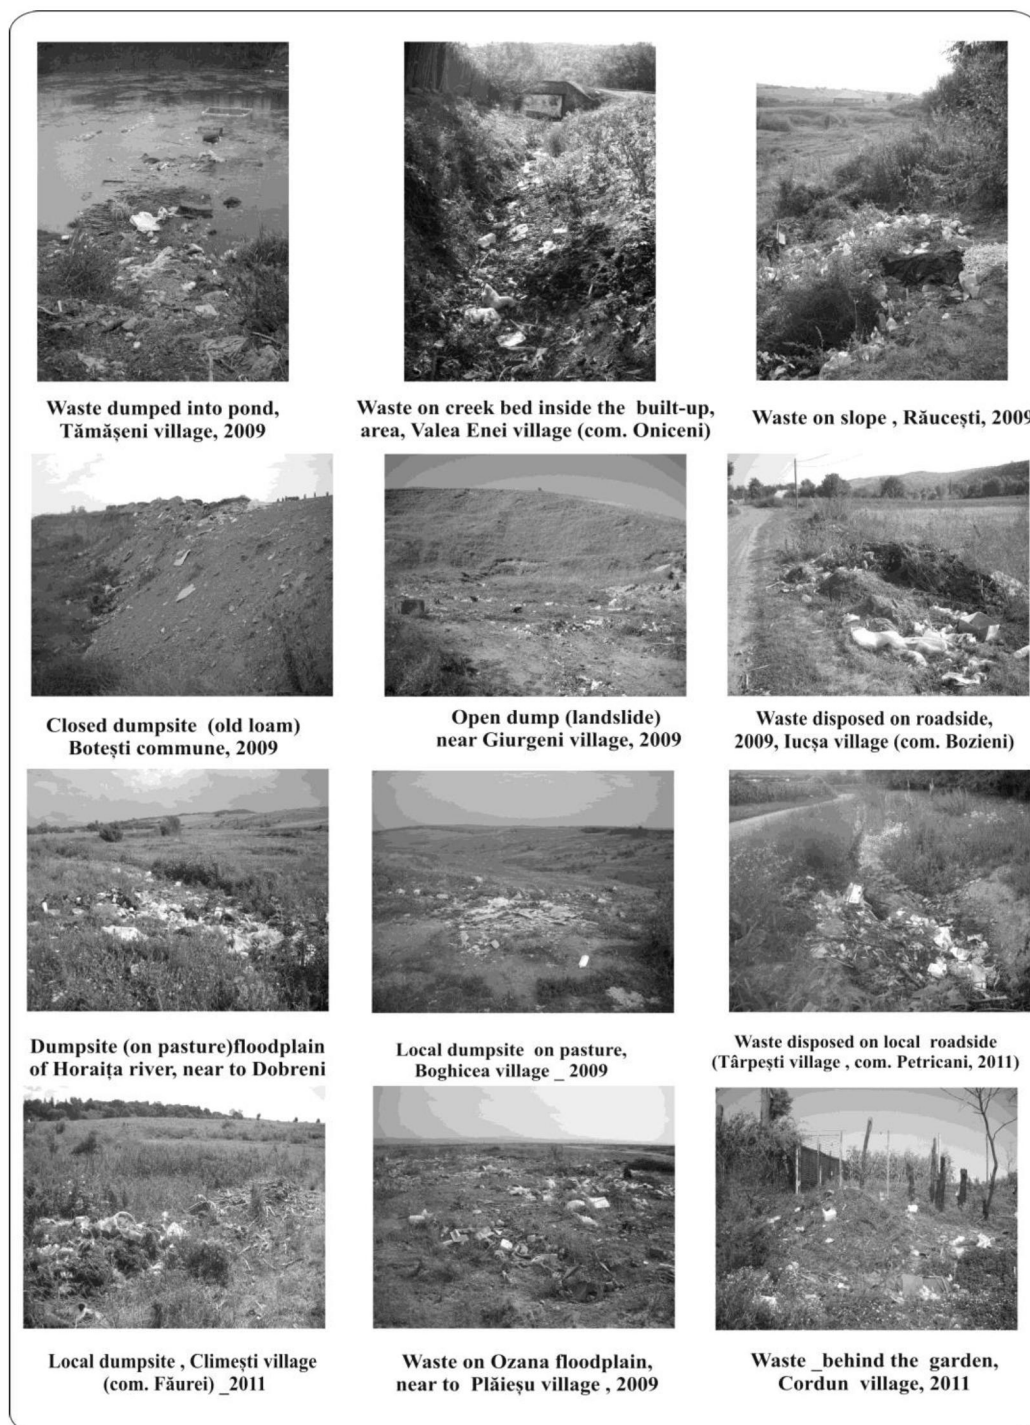 Waste dumped into pond,
Tămășeni village, 2009
Waste on creek bed inside the built-up,
area, Valea Enei village (com. Oniceni)
Waste on slope , Răucești, 2009
Closed dumpsite (old loam)
Botești commune, 2009
Open dump (landslide)
near Giurgeni village, 2009
Waste disposed on roadside,
2009, Iucșa village (com. Bozieni)
Dumpsite (on pasture)floodplain
of Horaița river, near to Dobreni
Local dumpsite on pasture,
Boghicea village _ 2009
Waste disposed on local roadside
(Târpești village , com. Petricani, 2011)
Local dumpsite , Climești village
(com. Făurei) _2011
Waste on Ozana floodplain,
near to Plăieșu village , 2009
Waste _behind the garden,
Cordun village, 2011